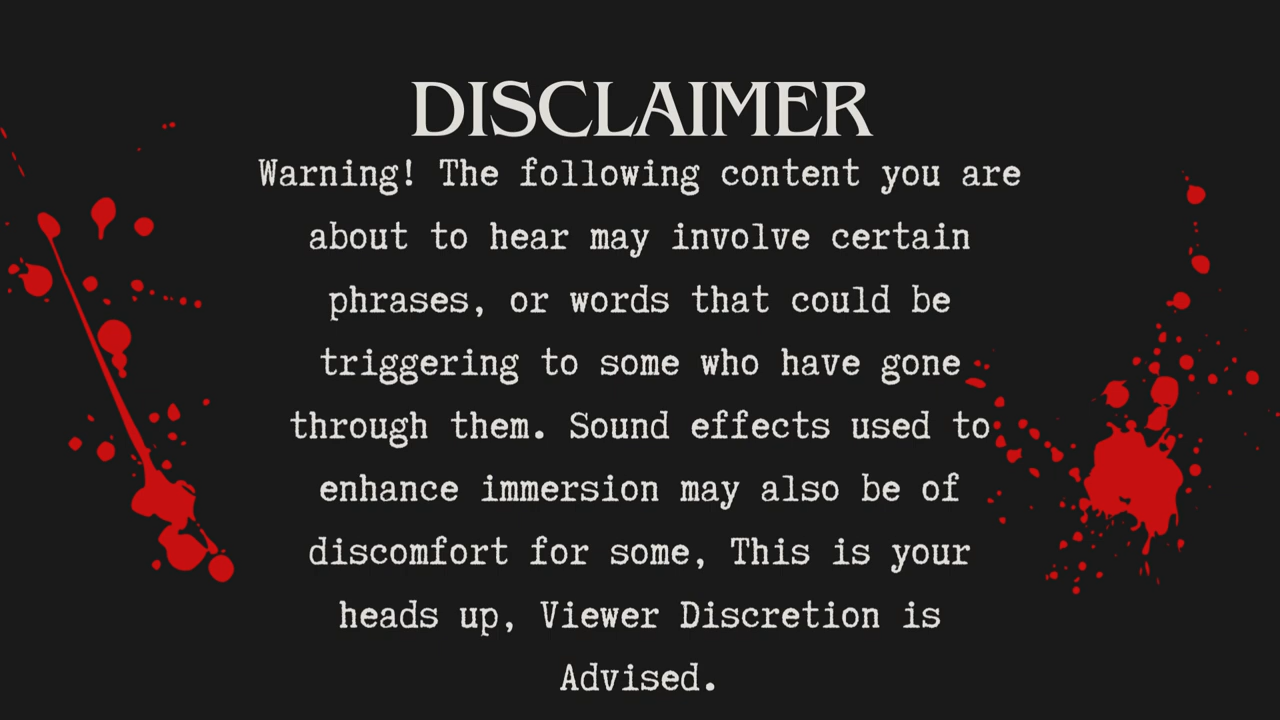 DISCLAIMER
Warning! The following content you are
about to hear may involve certain
phrases, or words that could be
triggering to some who have gone
through them. Sound effects used to
enhance immersion may also be of
discomfort for some, This is your
heads up, Viewer Discretion is
Advised.